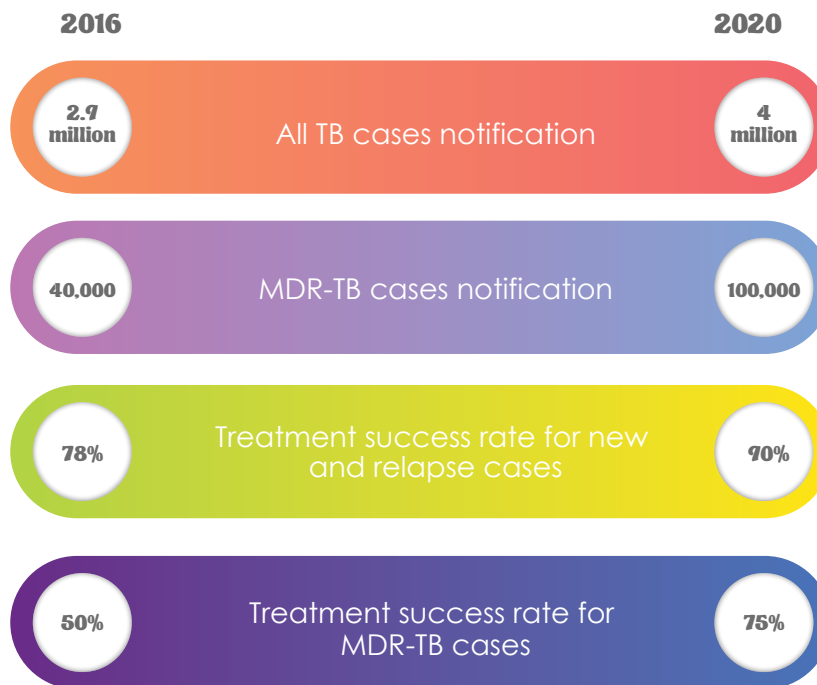 2016 2020
2.9
million
All TB cases notification
4
million
40,000
MDR-TB cases notification
100,000
78%
Treatment success rate for new
and relapse cases
90%
50%
Treatment success rate for
MDR-TB cases
75%